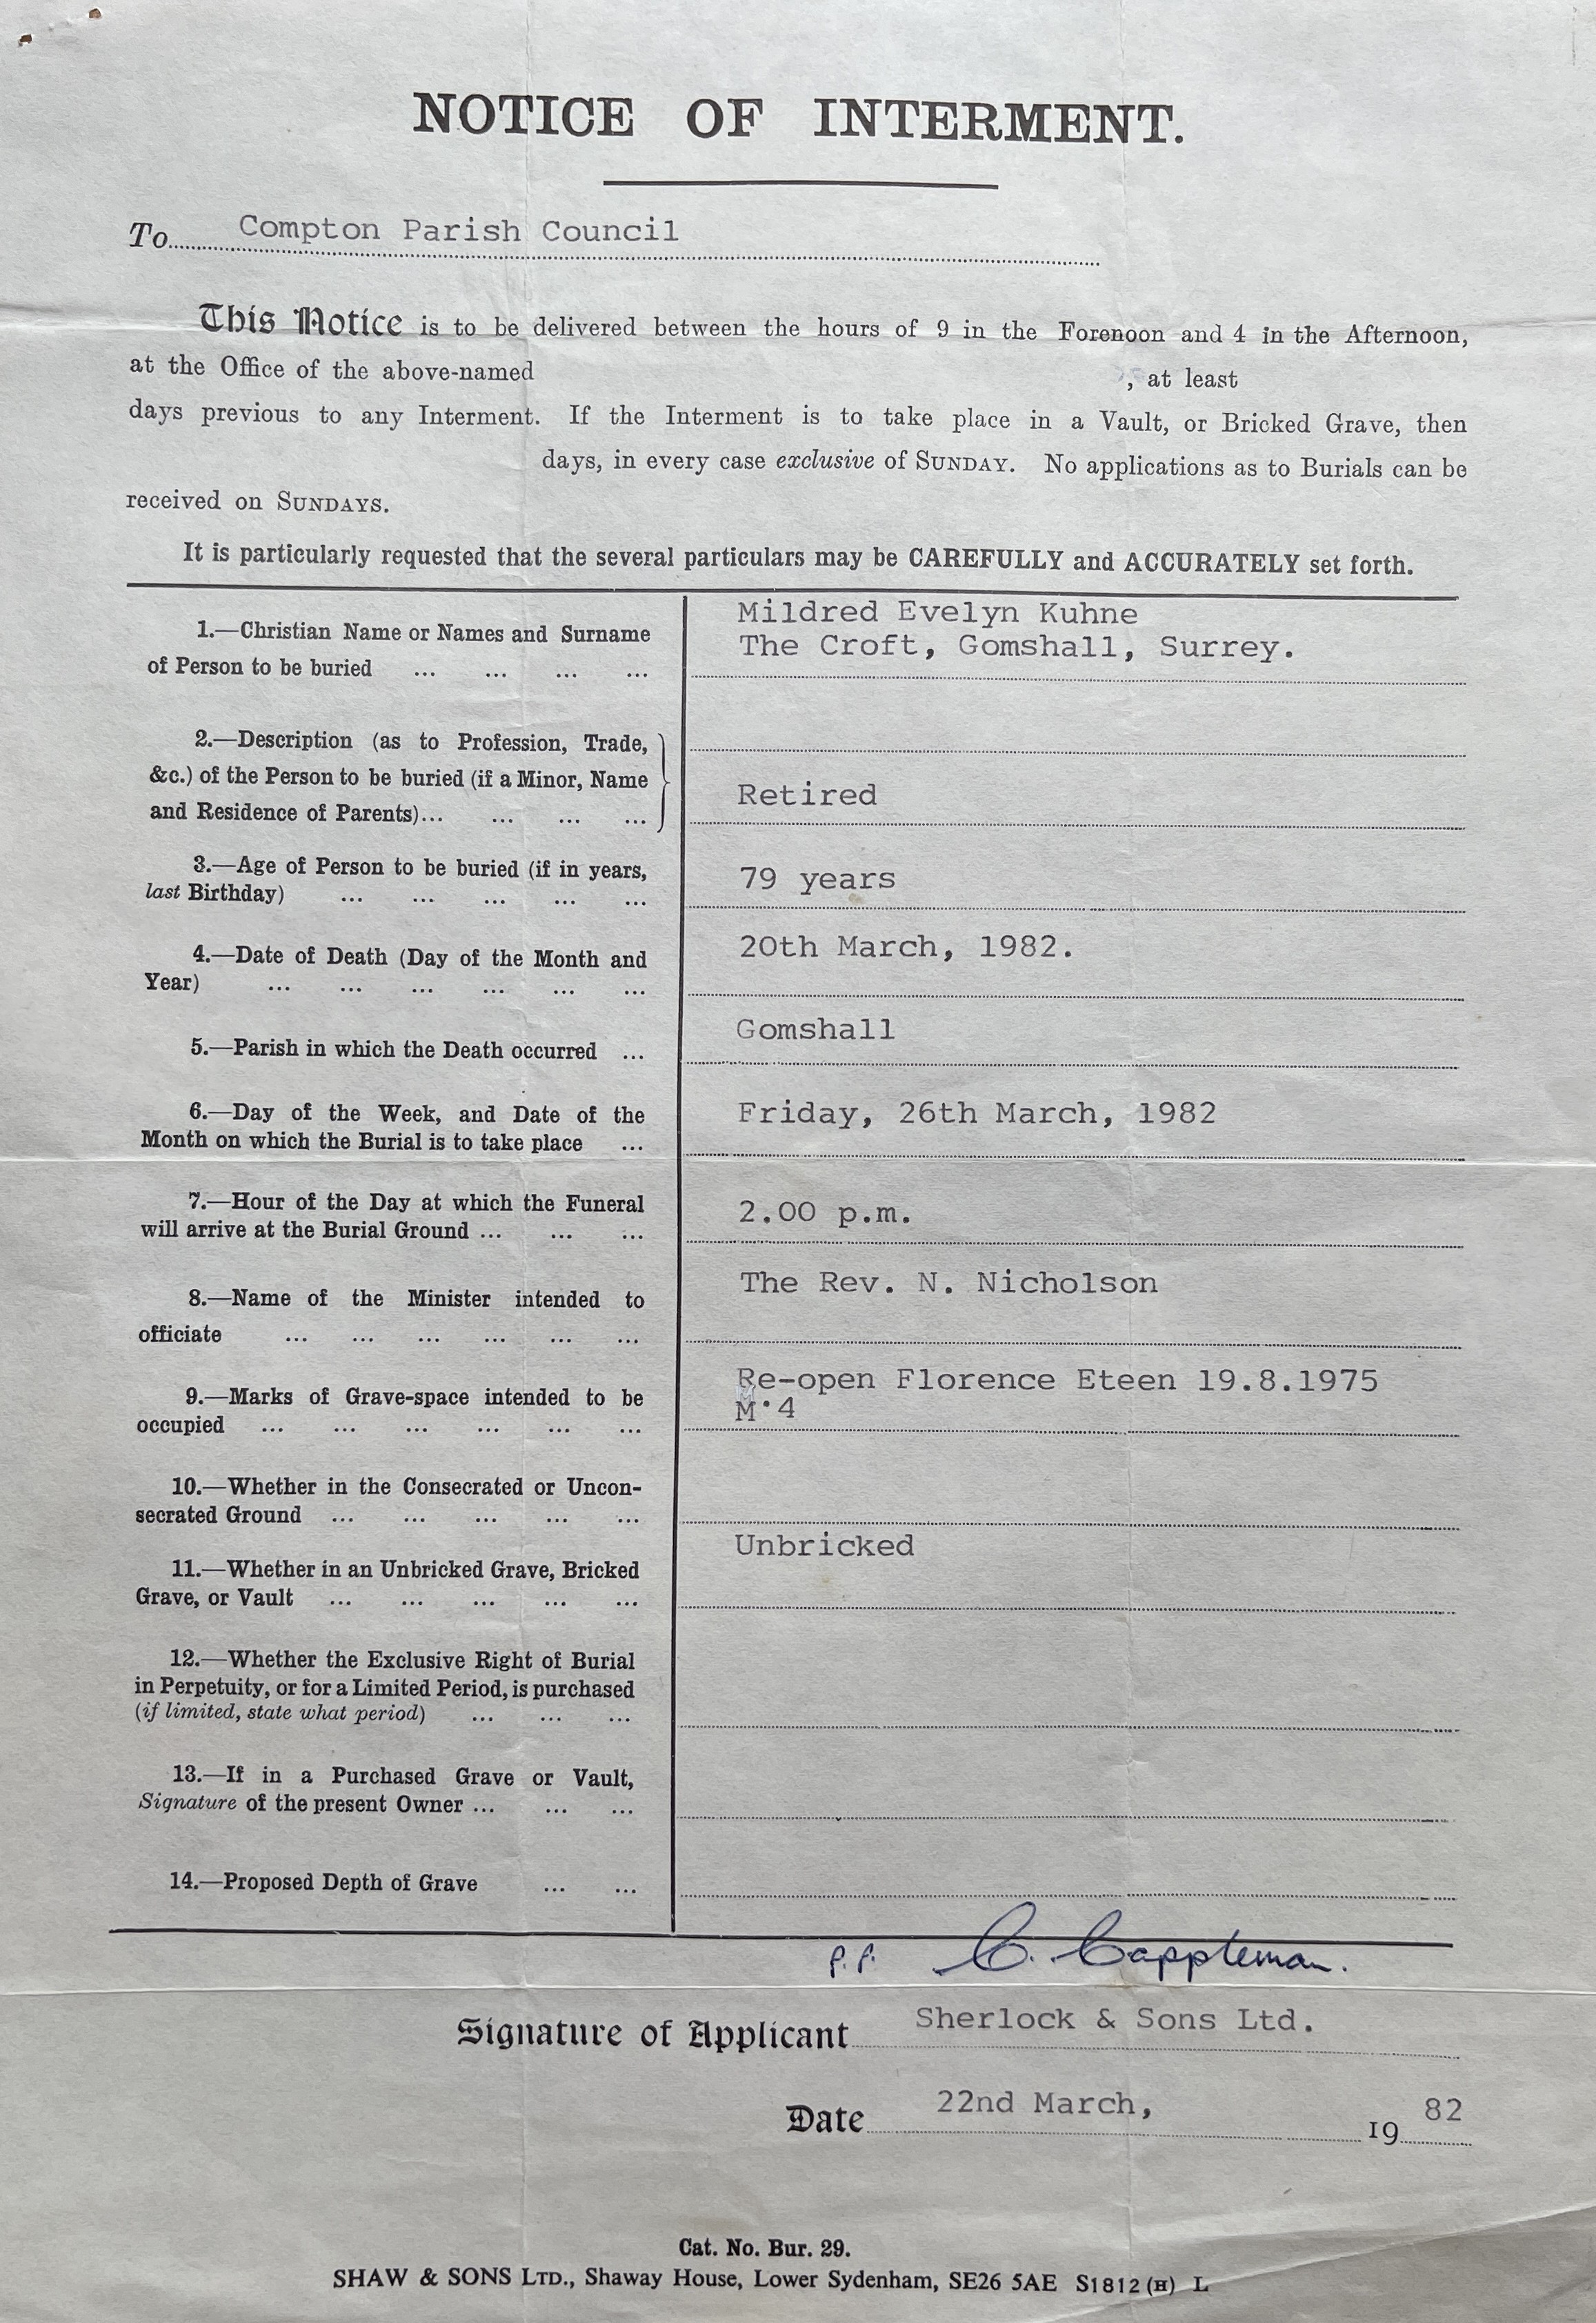 NOTICE OF INTERMENT.
To Compton Parish Council
This Notice is to be delivered between the hours of 9 in the Forenoon and 4 in the Afternoon,
at the Office of the above-named , at least
days previous to any Interment. If the Interment is to take place in a Vault, or Bricked Grave, then
days, in every case exclusive of SUNDAY. No applications as to Burials can be
received on SUNDAYS.
It is particularly requested that the several particulars may be CAREFULLY and ACCURATELY set forth.
1.—Christian Name or Names and Surname
of Person to be buried ... ... ... ...
Mildred Evelyn Kuhne
The Croft, Gomshall, Surrey.
2.—Description (as to Profession, Trade,
&c.) of the Person to be buried (if a Minor, Name
and Residence of Parents)... ... ... ...
Retired
3.—Age of Person to be buried (if in years,
last Birthday) ... ... ... ... ...
79 years
4.—Date of Death (Day of the Month and
Year) ... ... ... ... ... ...
20th March, 1982.
5.—Parish in which the Death occurred ...
Gomshall
6.—Day of the Week, and Date of the
Month on which the Burial is to take place ...
Friday, 26th March, 1982
7.—Hour of the Day at which the Funeral
will arrive at the Burial Ground ... ... ...
2.00 p.m.
8.—Name of the Minister intended to
officiate ... ... ... ... ... ...
The Rev. N. Nicholson
9.—Marks of Grave-space intended to be
occupied ... ... ... ... ... ...
Re-open Florence Eteen 19.8.1975
M·4
10.—Whether in the Consecrated or Uncon-
secrated Ground ... ... ... ... ...
11.—Whether in an Unbricked Grave, Bricked
Grave, or Vault ... ... ... ... ...
Unbricked
12.—Whether the Exclusive Right of Burial
in Perpetuity, or for a Limited Period, is purchased
(if limited, state what period) ... ... ...
13.—If in a Purchased Grave or Vault,
Signature of the present Owner ... ... ...
14.—Proposed Depth of Grave ... ...
p.p. C. Cappleman.
Signature of Applicant Sherlock & Sons Ltd.
Date 22nd March, 19 82
Cat. No. Bur. 29.
SHAW & SONS LTD., Shaway House, Lower Sydenham, SE26 5AE S1812 (H) L